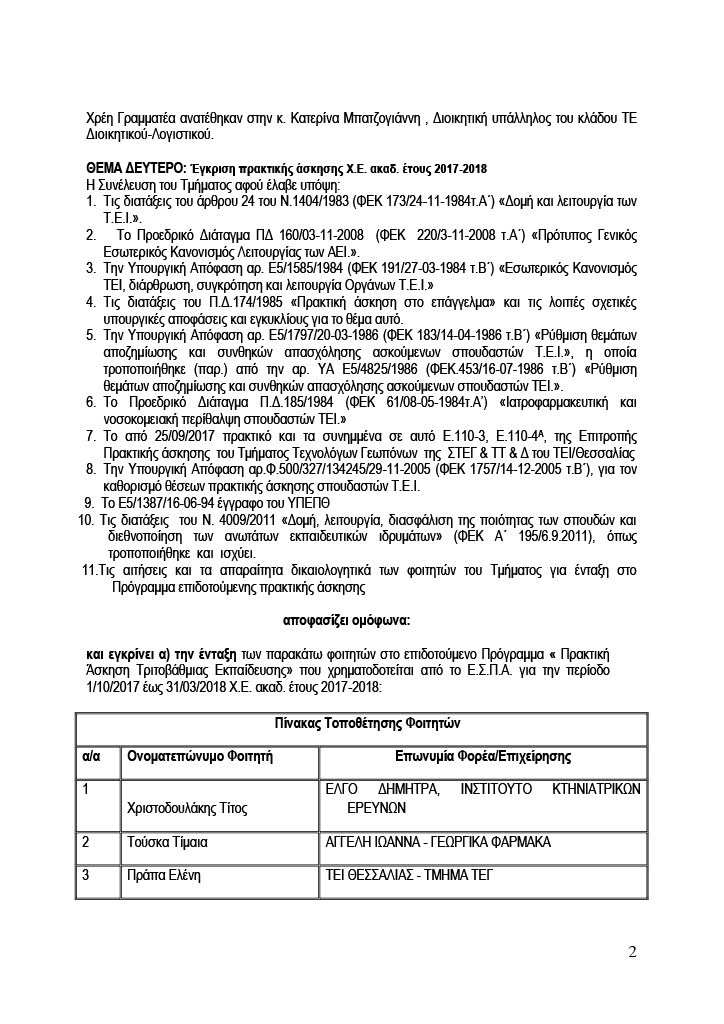 Χρέη Γραμματέα ανατέθηκαν στην κ. Κατερίνα Μπατζογιάννη , Διοικητική υπάλληλος του κλάδου ΤΕ
Διοικητικού-Λογιστικού.
ΘΕΜΑ ΔΕΥΤΕΡΟ: Έγκριση πρακτικής άσκησης Χ.Ε. ακαδ. έτους 2017-2018
Η Συνέλευση του Τμήματος αφού έλαβε υπόψη:
1. Τις διατάξεις του άρθρου 24 του Ν.1404/1983 (ΦΕΚ 173/24-11-1984τ.Α΄) «Δομή και λειτουργία των
Τ.Ε.Ι.».
2. Το Προεδρικό Διάταγμα ΠΔ 160/03-11-2008 (ΦΕΚ 220/3-11-2008 τ.Α΄) «Πρότυπος Γενικός
Εσωτερικός Κανονισμός Λειτουργίας των ΑΕΙ.».
3. Την Υπουργική Απόφαση αρ. Ε5/1585/1984 (ΦΕΚ 191/27-03-1984 τ.Β΄) «Εσωτερικός Κανονισμός
ΤΕΙ, διάρθρωση, συγκρότηση και λειτουργία Οργάνων Τ.Ε.Ι.»
4. Τις διατάξεις του Π.Δ.174/1985 «Πρακτική άσκηση στο επάγγελμα» και τις λοιπές σχετικές
υπουργικές αποφάσεις και εγκυκλίους για το θέμα αυτό.
5. Την Υπουργική Απόφαση αρ. Ε5/1797/20-03-1986 (ΦΕΚ 183/14-04-1986 τ.Β΄) «Ρύθμιση θεμάτων
αποζημίωσης και συνθηκών απασχόλησης ασκούμενων σπουδαστών Τ.Ε.Ι.», η οποία
τροποποιήθηκε (παρ.) από την αρ. ΥΑ Ε5/4825/1986 (ΦΕΚ.453/16-07-1986 τ.Β΄) «Ρύθμιση
θεμάτων αποζημίωσης και συνθηκών απασχόλησης ασκούμενων σπουδαστών ΤΕΙ.».
6. Το Προεδρικό Διάταγμα Π.Δ.185/1984 (ΦΕΚ 61/08-05-1984τ.Α’) «Ιατροφαρμακευτική και
νοσοκομειακή περίθαλψη σπουδαστών ΤΕΙ.»
7. Το από 25/09/2017 πρακτικό και τα συνημμένα σε αυτό Ε.110-3, Ε.110-4ᴬ, της Επιτροπής
Πρακτικής άσκησης του Τμήματος Τεχνολόγων Γεωπόνων της ΣΤΕΓ & ΤΤ & Δ του ΤΕΙ/Θεσσαλίας
8. Την Υπουργική Απόφαση αρ.Φ.500/327/134245/29-11-2005 (ΦΕΚ 1757/14-12-2005 τ.Β΄), για τον
καθορισμό θέσεων πρακτικής άσκησης σπουδαστών Τ.Ε.Ι.
9. Το Ε5/1387/16-06-94 έγγραφο του ΥΠΕΠΘ
10. Τις διατάξεις του Ν. 4009/2011 «Δομή, λειτουργία, διασφάλιση της ποιότητας των σπουδών και
διεθνοποίηση των ανωτάτων εκπαιδευτικών ιδρυμάτων» (ΦΕΚ Α΄ 195/6.9.2011), όπως
τροποποιήθηκε και ισχύει.
11.Τις αιτήσεις και τα απαραίτητα δικαιολογητικά των φοιτητών του Τμήματος για ένταξη στο
Πρόγραμμα επιδοτούμενης πρακτικής άσκησης
αποφασίζει ομόφωνα:
και εγκρίνει α) την ένταξη των παρακάτω φοιτητών στο επιδοτούμενο Πρόγραμμα « Πρακτική
Άσκηση Τριτοβάθμιας Εκπαίδευσης» που χρηματοδοτείται από το Ε.Σ.Π.Α. για την περίοδο
1/10/2017 έως 31/03/2018 Χ.Ε. ακαδ. έτους 2017-2018:
Πίνακας Τοποθέτησης Φοιτητών
α/α Ονοματεπώνυμο Φοιτητή Επωνυμία Φορέα/Επιχείρησης
1 Χριστοδουλάκης Τίτος ΕΛΓΟ ΔΗΜΗΤΡΑ, ΙΝΣΤΙΤΟΥΤΟ ΚΤΗΝΙΑΤΡΙΚΩΝ
ΕΡΕΥΝΩΝ
2 Τούσκα Τίμαια ΑΓΓΕΛΗ ΙΩΑΝΝΑ - ΓΕΩΡΓΙΚΑ ΦΑΡΜΑΚΑ
3 Πράπα Ελένη ΤΕΙ ΘΕΣΣΑΛΙΑΣ - ΤΜΗΜΑ ΤΕΓ
2